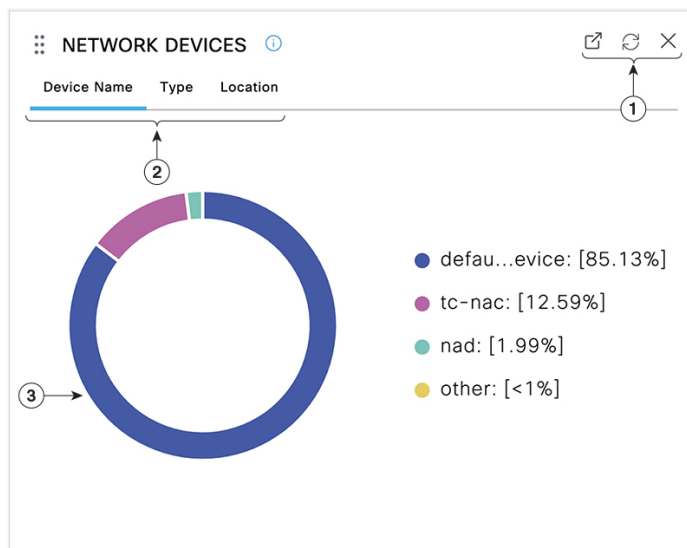 NETWORK DEVICES
Device Name Type Location
1
2
defau...evice: [85.13%]
tc-nac: [12.59%]
nad: [1.99%]
other: [<1%]
3